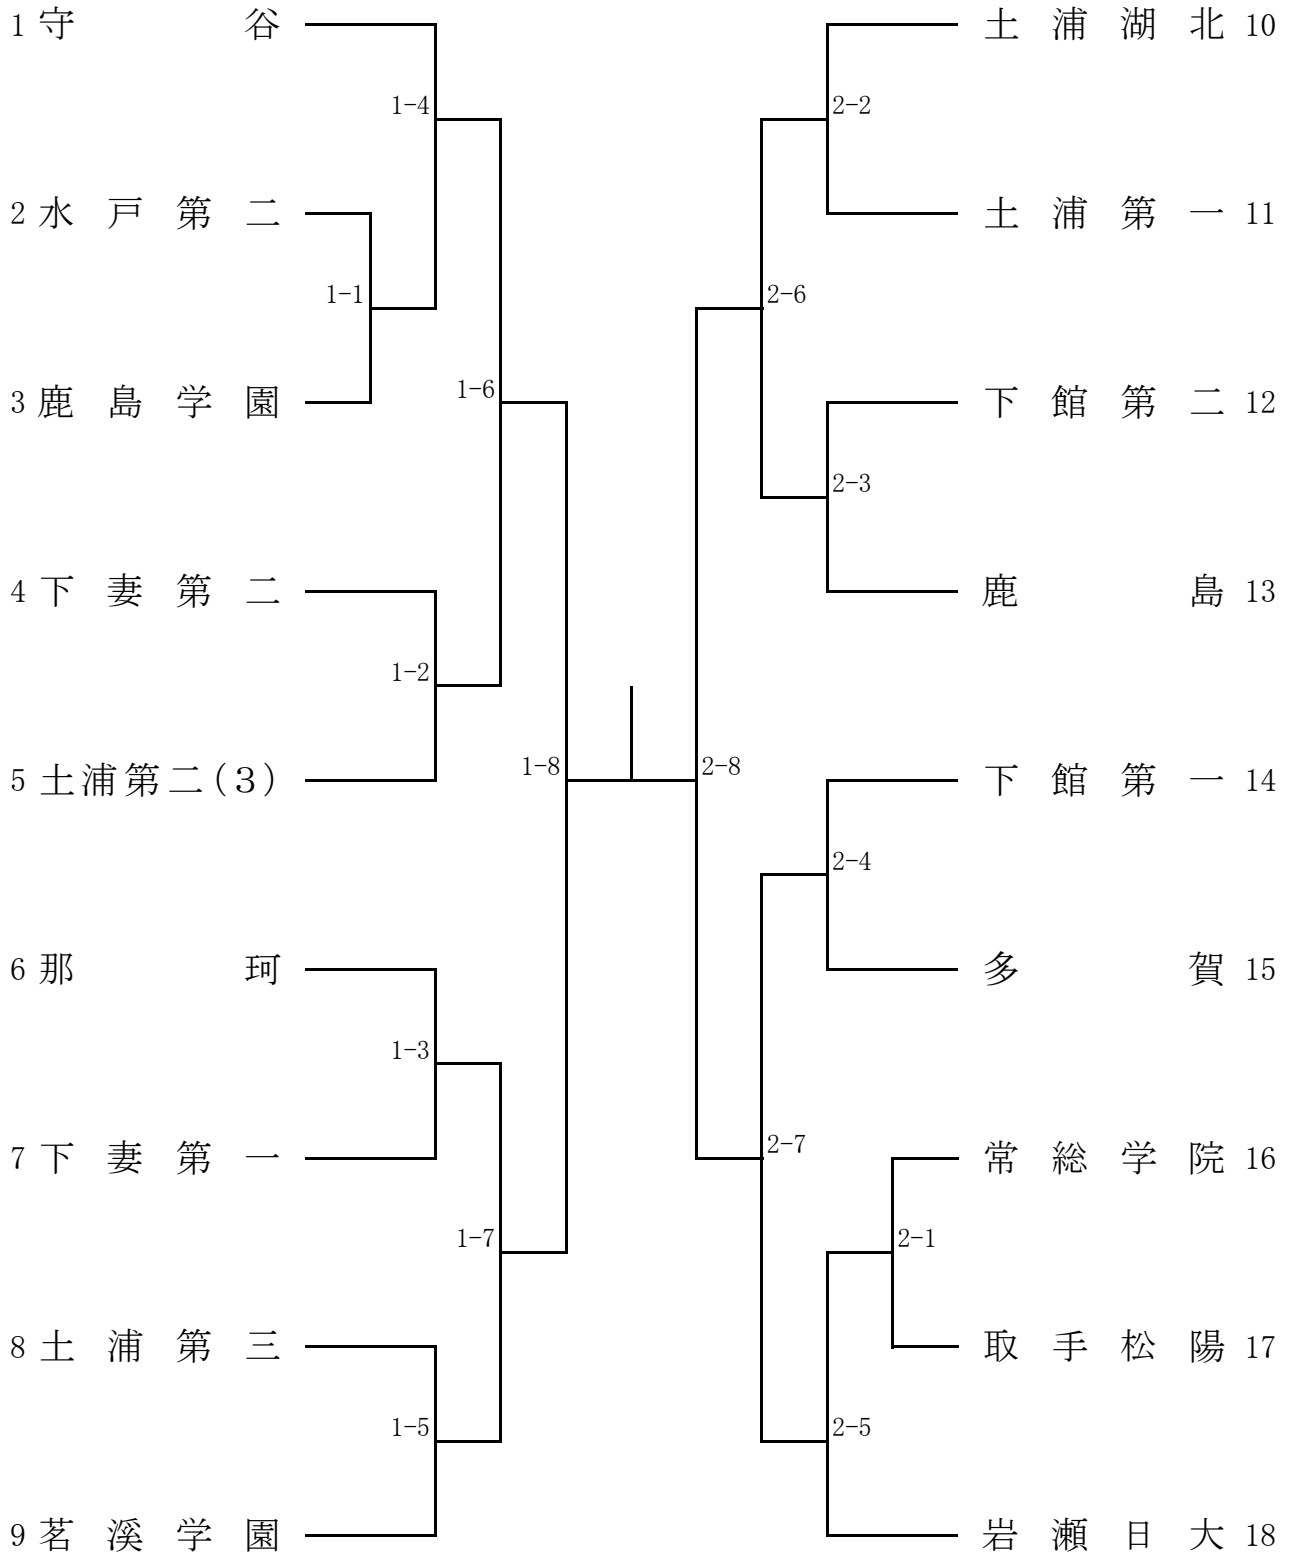 1 守谷
土浦湖北 10
1-4
2-2
2 水戸第二
土浦第一 11
1-1
2-6
3 鹿島学園
1-6
下館第二 12
2-3
4 下妻第二
鹿島 13
1-2
5 土浦第二(3)
1-8
2-8
下館第一 14
2-4
6 那珂
多賀 15
1-3
2-7
7 下妻第一
常総学院 16
1-7
2-1
8 土浦第三
取手松陽 17
1-5
2-5
9 茗溪学園
岩瀬日大 18